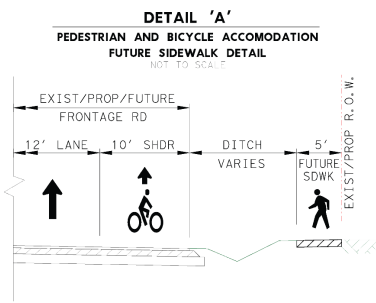 DETAIL 'A'
PEDESTRIAN AND BICYCLE ACCOMODATION
FUTURE SIDEWALK DETAIL
NOT TO SCALE
EXIST/PROP/FUTURE
FRONTAGE RD
12' LANE
10' SHDR
DITCH
VARIES
5'
FUTURE
SDWK
EXIST/PROP R.O.W.